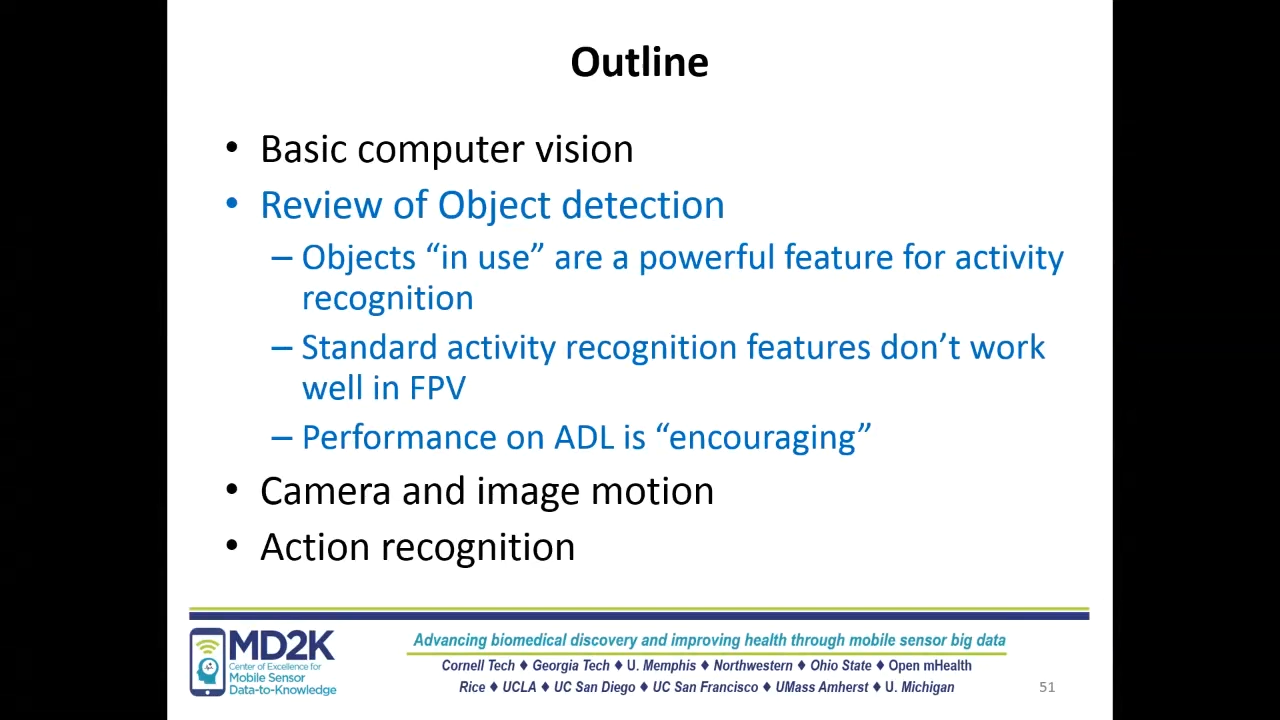 Outline
• Basic computer vision
• Review of Object detection
– Objects “in use” are a powerful feature for activity
recognition
– Standard activity recognition features don’t work
well in FPV
– Performance on ADL is “encouraging”
• Camera and image motion
• Action recognition
MD2K
Center of Excellence for
Mobile Sensor
Data-to-Knowledge
Advancing biomedical discovery and improving health through mobile sensor big data
Cornell Tech ♦ Georgia Tech ♦ U. Memphis ♦ Northwestern ♦ Ohio State ♦ Open mHealth
Rice ♦ UCLA ♦ UC San Diego ♦ UC San Francisco ♦ UMass Amherst ♦ U. Michigan
51